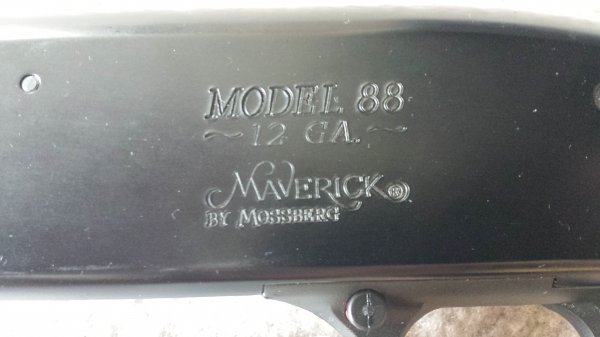 MODEL 88
~ 12 GA. ~
MAVERICK®
BY MOSSBERG